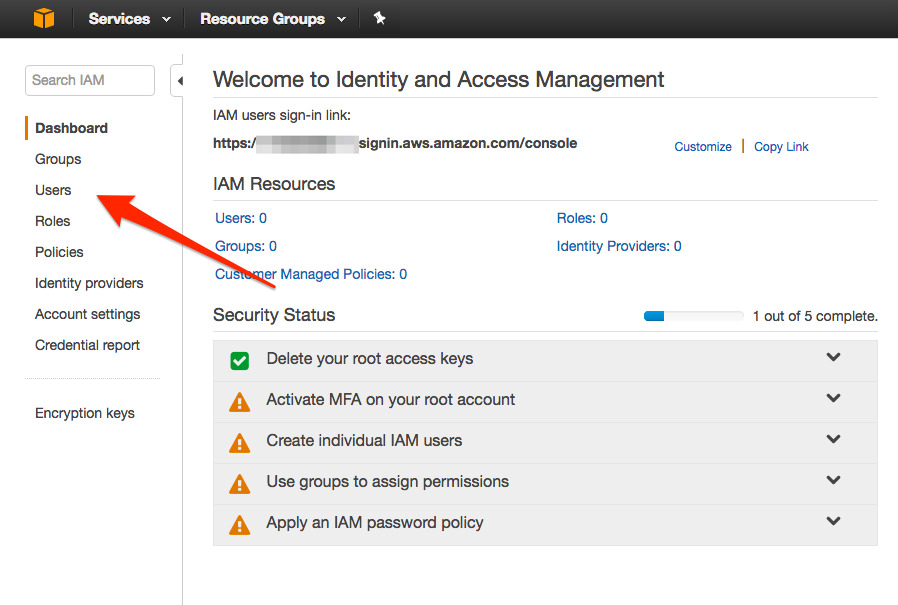 Services Resource Groups
Search IAM
Dashboard
Groups
Users
Roles
Policies
Identity providers
Account settings
Credential report
Encryption keys
Welcome to Identity and Access Management
IAM users sign-in link:
https:/ signin.aws.amazon.com/console Customize | Copy Link
IAM Resources
Users: 0 Roles: 0
Groups: 0 Identity Providers: 0
Customer Managed Policies: 0
Security Status 1 out of 5 complete.
Delete your root access keys
Activate MFA on your root account
Create individual IAM users
Use groups to assign permissions
Apply an IAM password policy